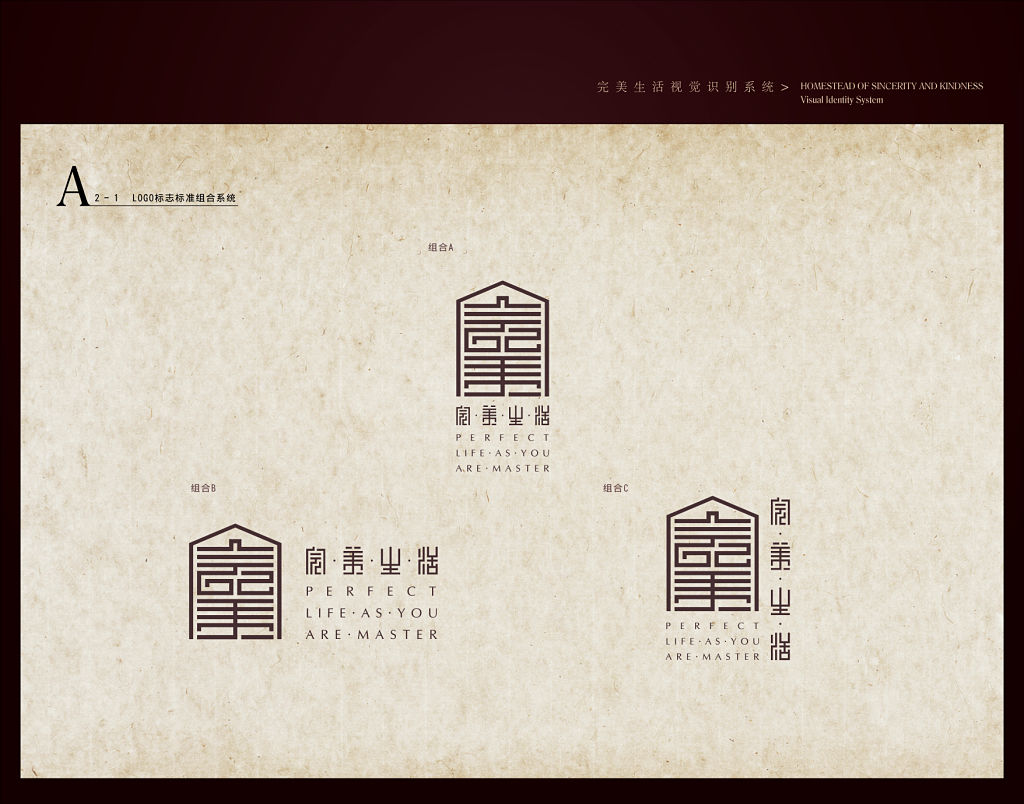 完美生活视觉识别系统>
HOMESTEAD OF SINCERITY AND KINDNESS
Visual Identity System
A2-1 LOGO标志标准组合系统
组合A
完·美·生·活
PERFECT
LIFE·AS·YOU
ARE·MASTER
组合B
完·美·生·活
PERFECT
LIFE·AS·YOU
ARE·MASTER
组合C
完·美·生·活
PERFECT
LIFE·AS·YOU
ARE·MASTER